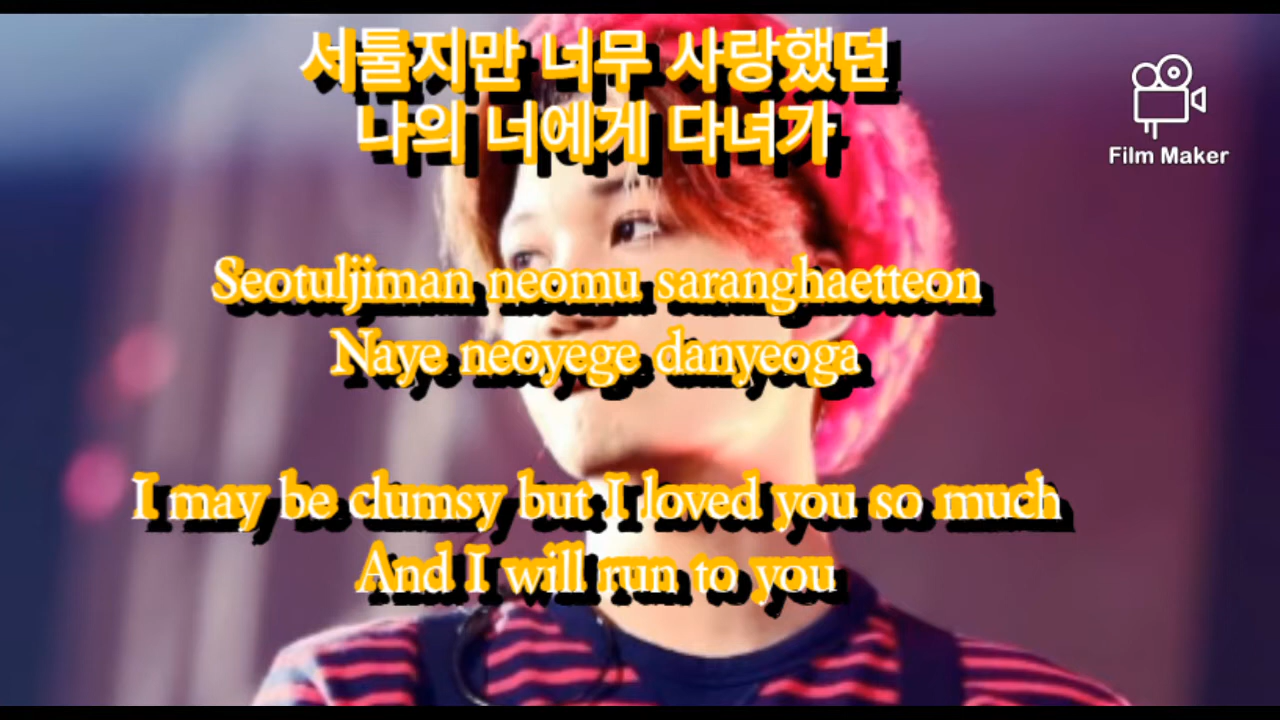 서툴지만 너무 사랑했던
나의 너에게 다녀가
Film Maker
Seotuljiman neomu saranghaetteon
Naye neoyege danyeoga
I may be clumsy but I loved you so much
And I will run to you